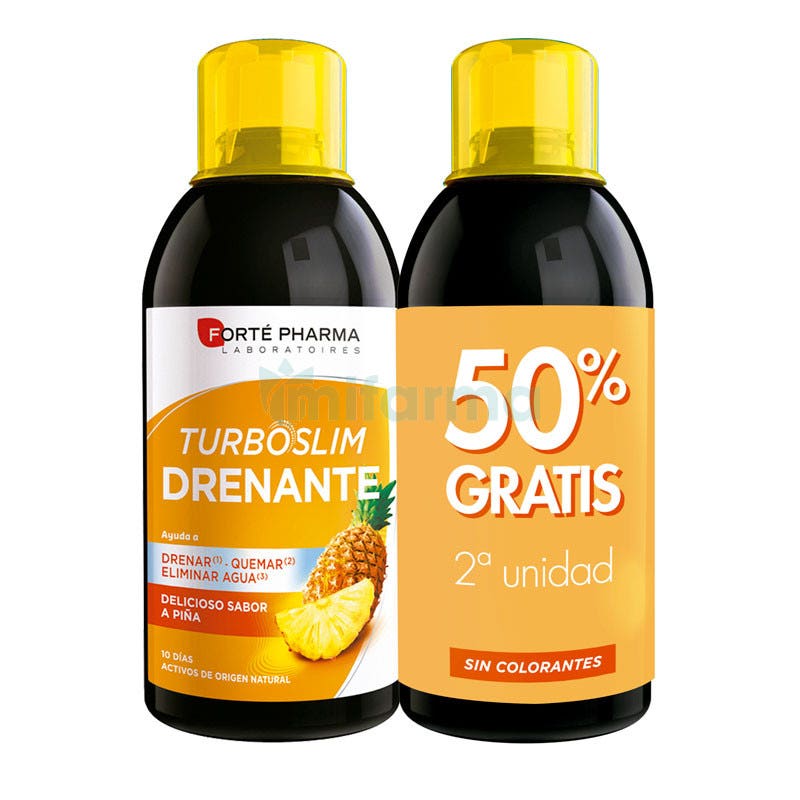 FORTÉ PHARMA
LABORATOIRES
TURBOSLIM
DRENANTE
Ayuda a
DRENAR(1) - QUEMAR(2)
ELIMINAR AGUA(3)
DELICIOSO SABOR
A PIÑA
10 DÍAS
ACTIVOS DE ORIGEN NATURAL
50%
GRATIS
2ª unidad
SIN COLORANTES
mifarma